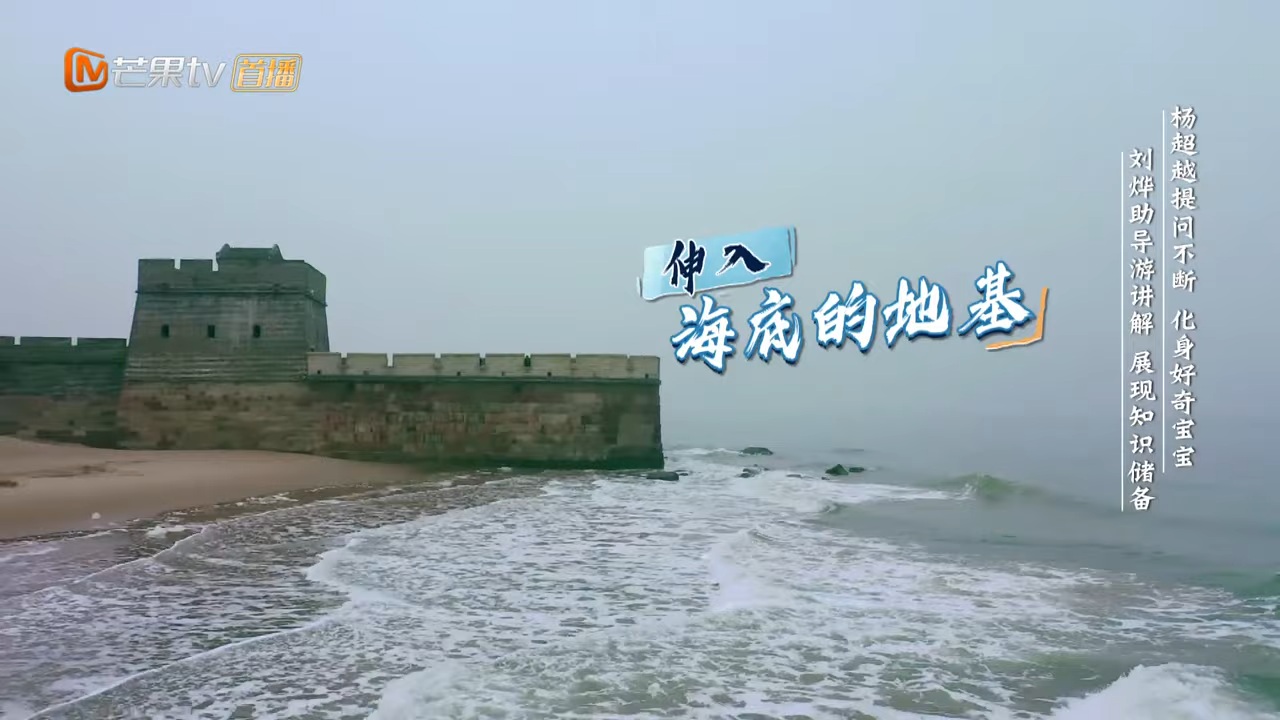 芒果tv 首播
伸入
海底的地基
杨超越提问不断 化身好奇宝宝
刘烨助导游讲解 展现知识储备